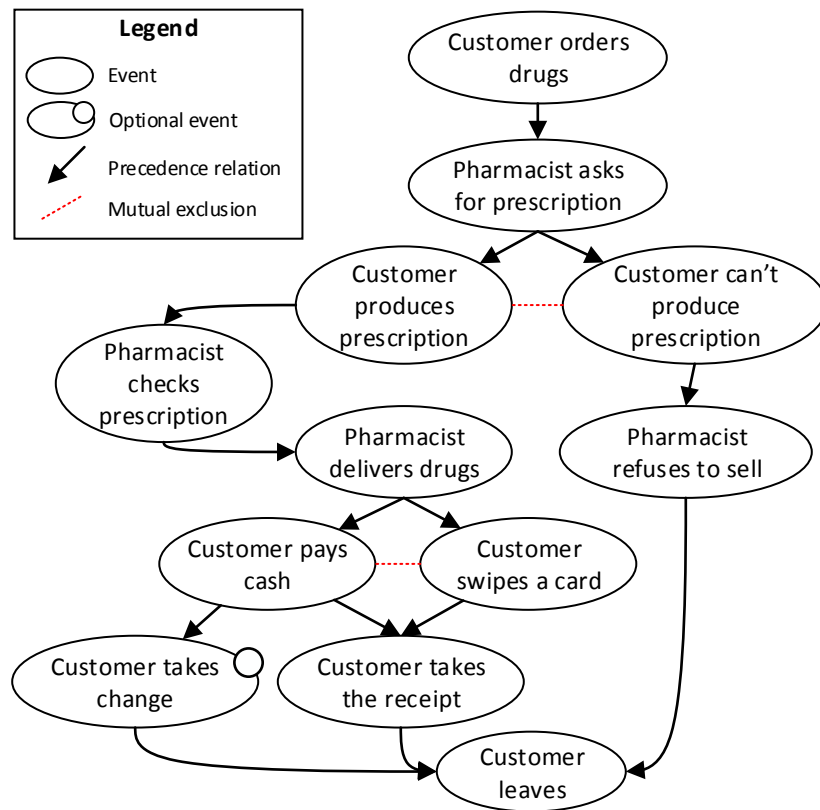 Legend
Event
Optional event
Precedence relation
Mutual exclusion
Customer orders
drugs
Pharmacist asks
for prescription
Customer
produces
prescription
Customer can't
produce
prescription
Pharmacist
checks
prescription
Pharmacist
delivers drugs
Pharmacist
refuses to sell
Customer pays
cash
Customer
swipes a card
Customer takes
change
Customer takes
the receipt
Customer
leaves